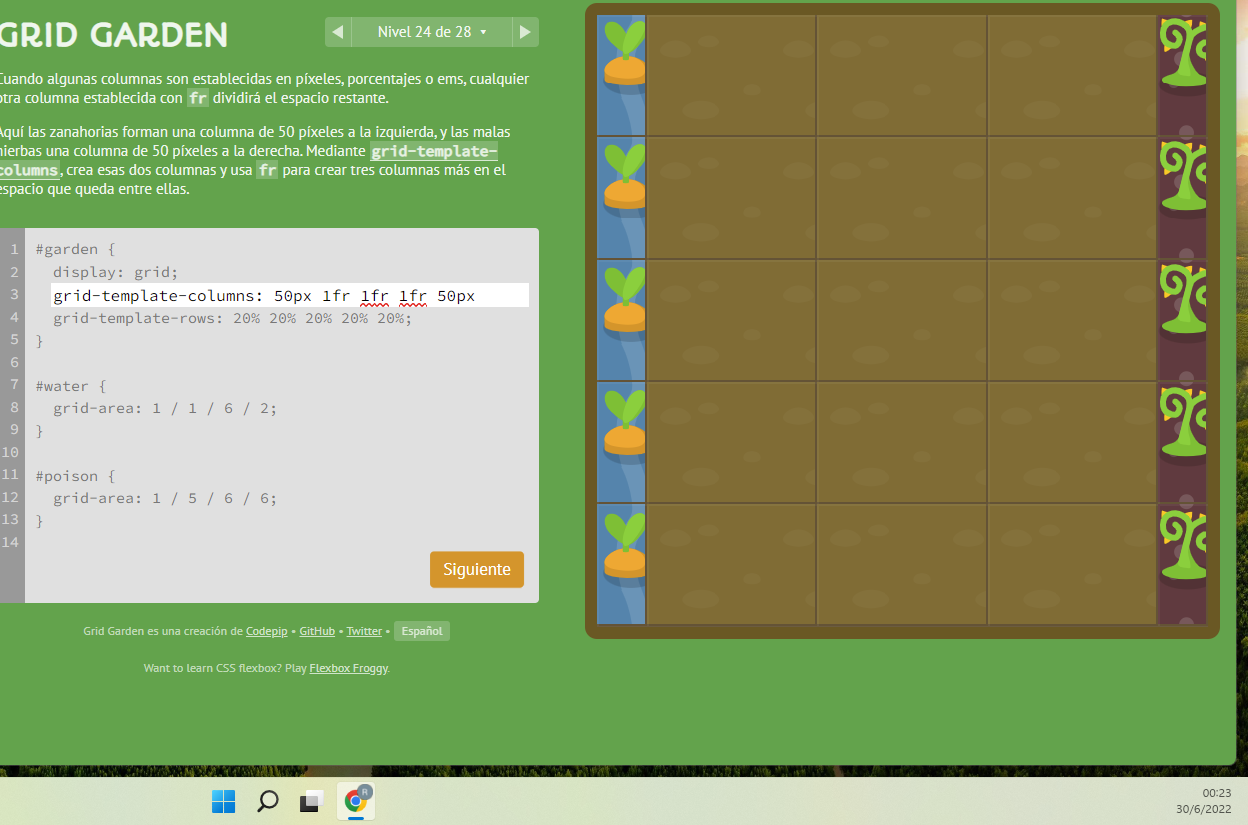 GRID GARDEN
◀ Nivel 24 de 28 ▾ ▶
Cuando algunas columnas son establecidas en píxeles, porcentajes o ems, cualquier
otra columna establecida con fr dividirá el espacio restante.
Aquí las zanahorias forman una columna de 50 píxeles a la izquierda, y las malas
hierbas una columna de 50 píxeles a la derecha. Mediante grid-template-
columns, crea esas dos columnas y usa fr para crear tres columnas más en el
espacio que queda entre ellas.
1 #garden {
2 display: grid;
3 grid-template-columns: 50px 1fr 1fr 1fr 50px
4 grid-template-rows: 20% 20% 20% 20% 20%;
5 }
6
7 #water {
8 grid-area: 1 / 1 / 6 / 2;
9 }
10
11 #poison {
12 grid-area: 1 / 5 / 6 / 6;
13 }
14
Siguiente
Grid Garden es una creación de Codepip • GitHub • Twitter • Español
Want to learn CSS flexbox? Play Flexbox Froggy.
R
00:23
30/6/2022